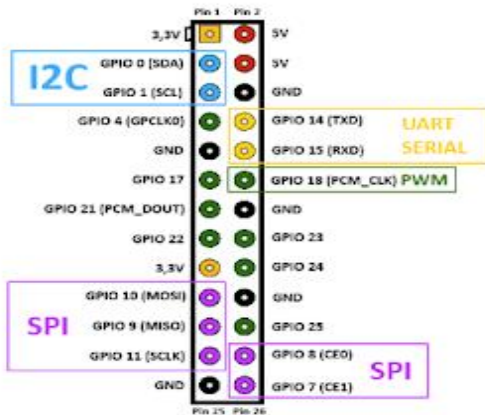 Pin 1 Pin 2
3,3V 5V
I2C
GPIO 0 (SDA) 5V
GPIO 1 (SCL) GND
GPIO 4 (GPCLK0) GPIO 14 (TXD)
UART
SERIAL
GND GPIO 15 (RXD)
GPIO 17 GPIO 18 (PCM_CLK) PWM
GPIO 21 (PCM_DOUT) GND
GPIO 22 GPIO 23
3,3V GPIO 24
SPI
GPIO 10 (MOSI) GND
GPIO 9 (MISO) GPIO 25
GPIO 11 (SCLK) GPIO 8 (CE0)
SPI
GND GPIO 7 (CE1)
Pin 25 Pin 26